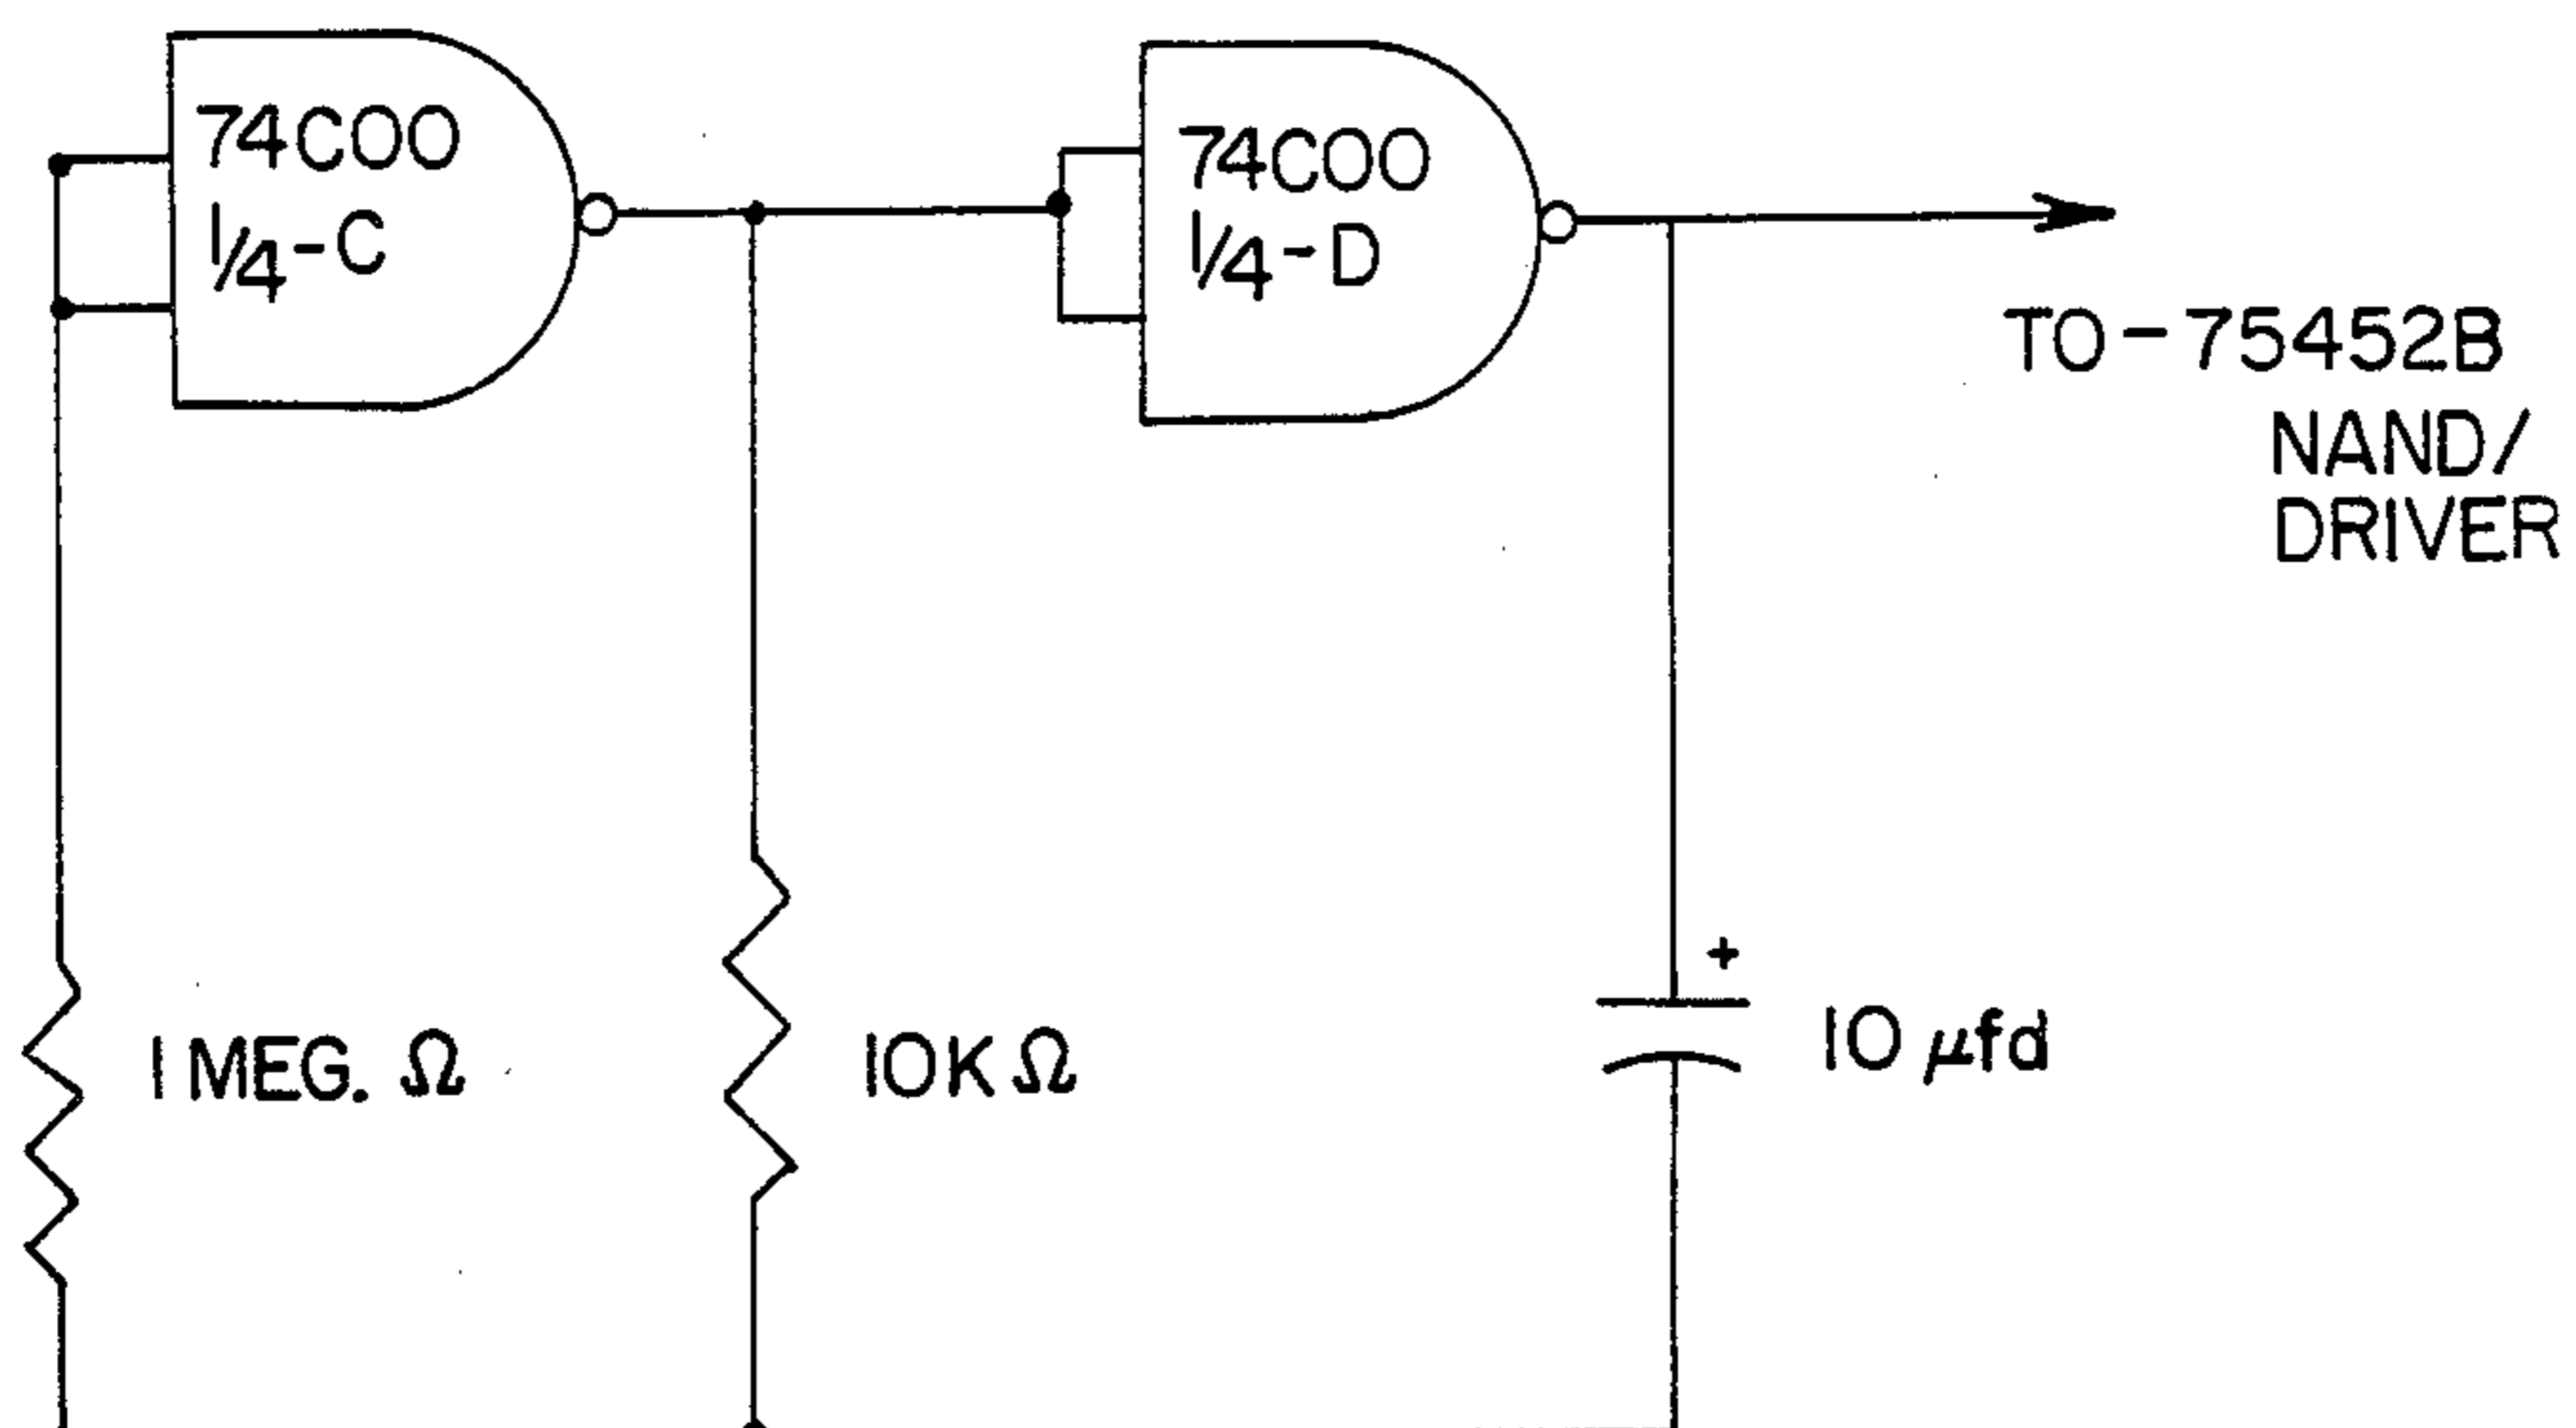 74C00
1/4-C
74C00
1/4-D
TO-75452B
NAND/
DRIVER
+
1 MEG. Ω
10K Ω
10 µfd